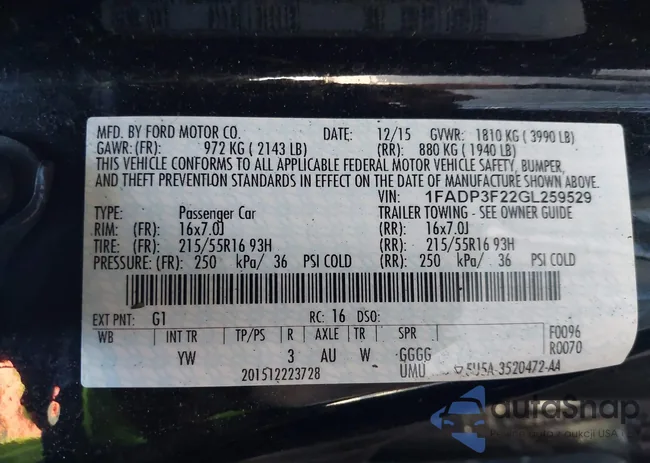 MFD. BY FORD MOTOR CO. DATE: 12/15 GVWR: 1810 KG ( 3990 LB)
GAWR: (FR): 972 KG ( 2143 LB) (RR): 880 KG ( 1940 LB)
THIS VEHICLE CONFORMS TO ALL APPLICABLE FEDERAL MOTOR VEHICLE SAFETY, BUMPER,
AND THEFT PREVENTION STANDARDS IN EFFECT ON THE DATE OF MANUFACTURE SHOWN ABOVE.
VIN: 1FADP3F22GL259529
TYPE: Passenger Car TRAILER TOWING - SEE OWNER GUIDE
RIM: (FR): 16x7.0J (RR): 16x7.0J
TIRE: (FR): 215/55R16 93H (RR): 215/55R16 93H
PRESSURE: (FR): 250 kPa/ 36 PSI COLD (RR): 250 kPa/ 36 PSI COLD
EXT PNT: G1 RC: 16 DSO:
WB INT TR TP/PS R AXLE TR SPR F0096
YW 3 AU W GGGG R0070
201512223728 UMU 5U5A-3520472-AA
autoSnap